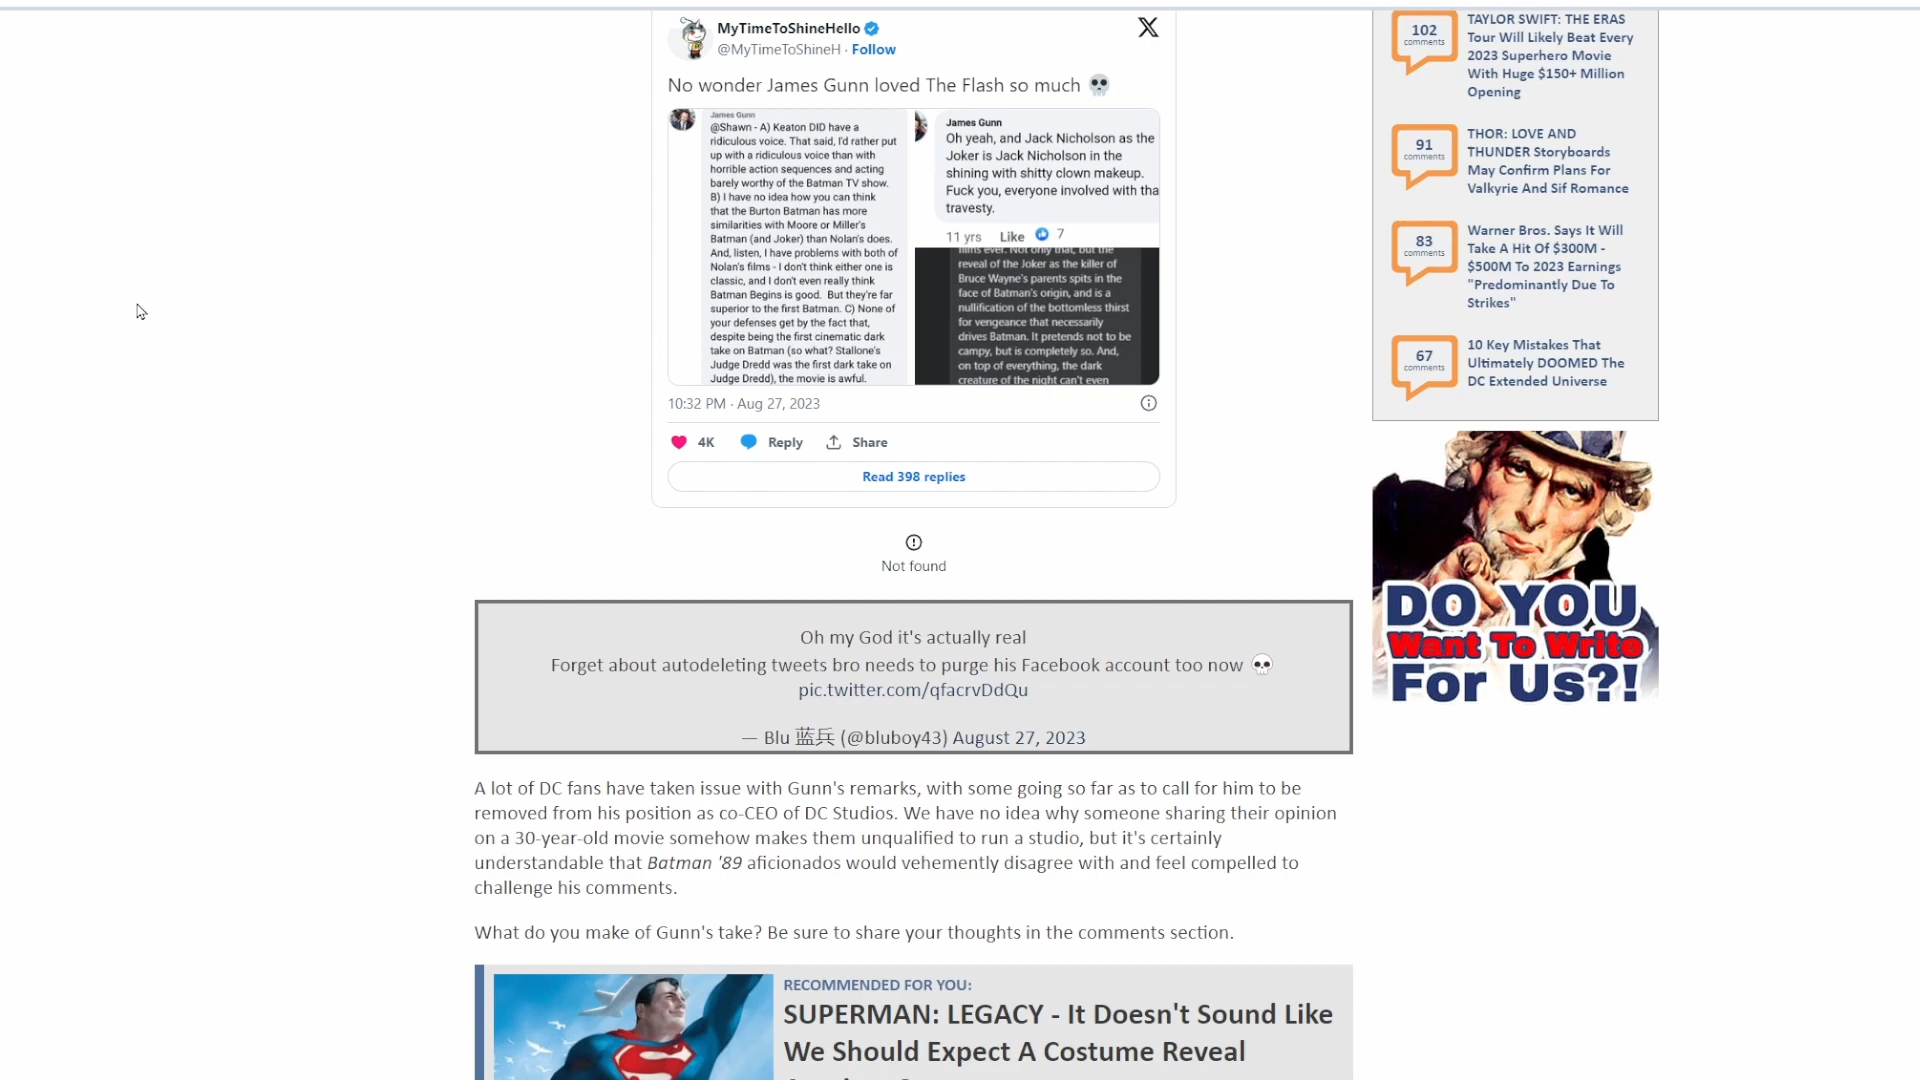 MyTimeToShineHello
@MyTimeToShineH · Follow
No wonder James Gunn loved The Flash so much 💀
James Gunn
@Shawn - A) Keaton DID have a
ridiculous voice. That said, I'd rather put
up with a ridiculous voice than with
horrible action sequences and acting
barely worthy of the Batman TV show.
B) I have no idea how you can think
that the Burton Batman has more
similarities with Moore or Miller's
Batman (and Joker) than Nolan's does.
And, listen, I have problems with both of
Nolan's films - I don't think either one is
classic, and I don't even really think
Batman Begins is good. But they're far
superior to the first Batman. C) None of
your defenses get by the fact that,
despite being the first cinematic dark
take on Batman (so what? Stallone's
Judge Dredd was the first dark take on
Judge Dredd), the movie is awful.
James Gunn
Oh yeah, and Jack Nicholson as the
Joker is Jack Nicholson in the
shining with shitty clown makeup.
Fuck you, everyone involved with tha
travesty.
11 yrs Like 7
films ever. Not only that, but the
reveal of the Joker as the killer of
Bruce Wayne's parents spits in the
face of Batman's origin, and is a
nullification of the bottomless thirst
for vengeance that necessarily
drives Batman. It pretends not to be
campy, but is completely so. And,
on top of everything, the dark
creature of the night can't even
10:32 PM · Aug 27, 2023
4K Reply Share
Read 398 replies
Not found
Oh my God it's actually real
Forget about autodeleting tweets bro needs to purge his Facebook account too now 💀
pic.twitter.com/qfacrvDdQu
— Blu 蓝兵 (@bluboy43) August 27, 2023
A lot of DC fans have taken issue with Gunn's remarks, with some going so far as to call for him to be
removed from his position as co-CEO of DC Studios. We have no idea why someone sharing their opinion
on a 30-year-old movie somehow makes them unqualified to run a studio, but it's certainly
understandable that Batman '89 aficionados would vehemently disagree with and feel compelled to
challenge his comments.
What do you make of Gunn's take? Be sure to share your thoughts in the comments section.
RECOMMENDED FOR YOU:
SUPERMAN: LEGACY - It Doesn't Sound Like
We Should Expect A Costume Reveal
102
comments
TAYLOR SWIFT: THE ERAS
Tour Will Likely Beat Every
2023 Superhero Movie
With Huge $150+ Million
Opening
91
comments
THOR: LOVE AND
THUNDER Storyboards
May Confirm Plans For
Valkyrie And Sif Romance
83
comments
Warner Bros. Says It Will
Take A Hit Of $300M -
$500M To 2023 Earnings
"Predominantly Due To
Strikes"
67
comments
10 Key Mistakes That
Ultimately DOOMED The
DC Extended Universe
DO YOU
Want To Write
For Us?!